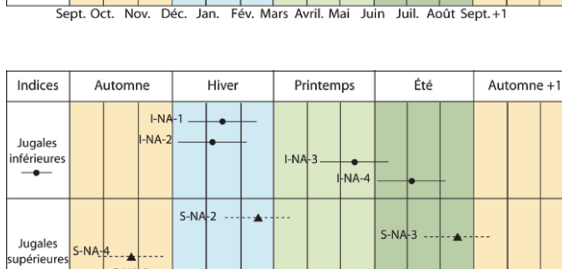 Sept. Oct. Nov. Déc. Jan. Fév. Mars Avril. Mai Juin Juil. Août Sept.+1
Indices Automne Hiver Printemps Été Automne +1
I-NA-1
I-NA-2
Jugales
inférieures
I-NA-3
I-NA-4
S-NA-2
S-NA-3
Jugales
supérieures
S-NA-4